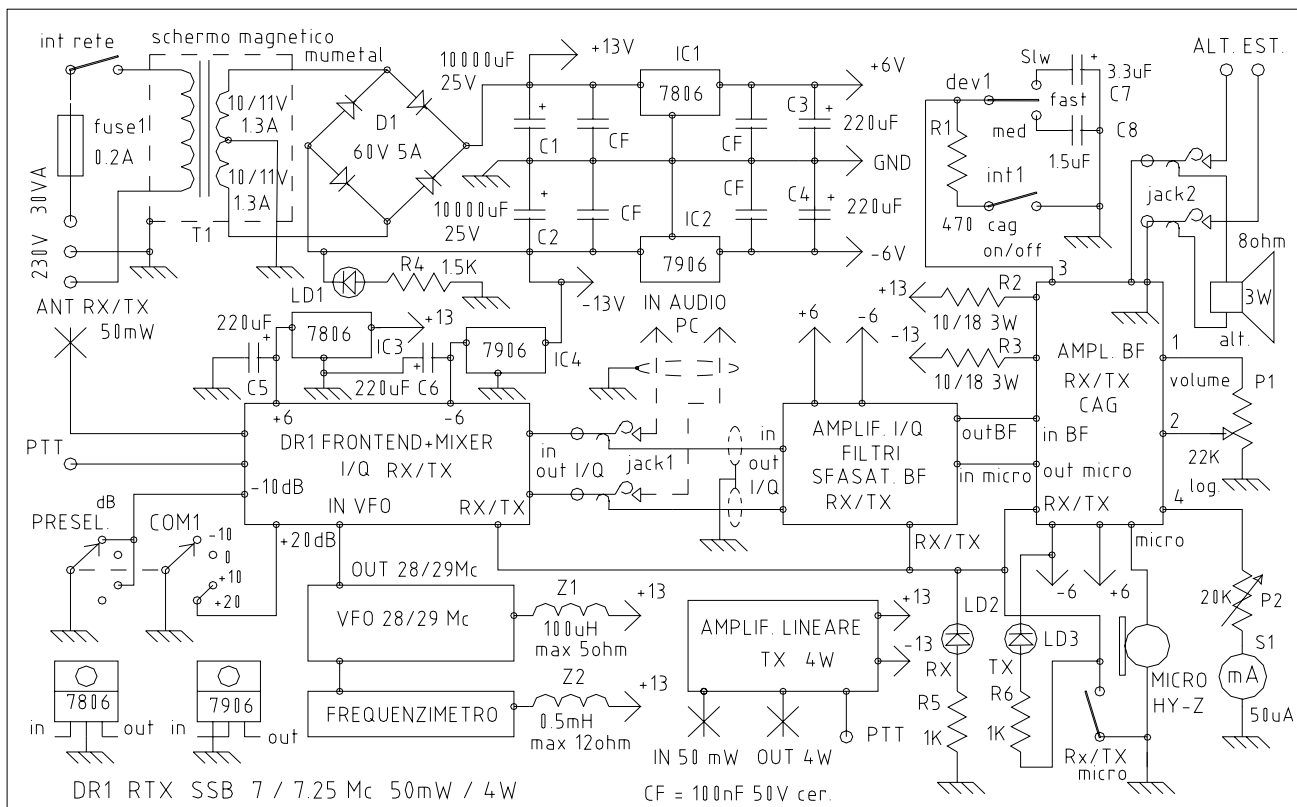 int rete
schermo magnetico
mumetal
10000uF
25V
+13V
IC1
7806
+6V
dev1
Slw
+
3.3uF
C7
fast
med
C8
1.5uF
ALT. EST.
fuse1
0.2A
10/11V
1.3A
10/11V
1.3A
T1
D1
60V 5A
+
C1
CF
CF
C3
+
220uF
GND
R1
int1
470
cag
on/off
3
jack2
8ohm
3W
alt.
230V 30VA
10000uF
25V
C2
CF
IC2
7906
CF
C4
+
220uF
-6V
-13V
LD1
R4
1.5K
ANT RX/TX
50mW
220uF
+
C5
7806
+13
IC3
+
220uF C6
7906
IC4
IN AUDIO
PC
+6
-6
+13
R2
10/18 3W
-13
R3
10/18 3W
AMPL. BF
RX/TX
CAG
1
volume
P1
2
22K
log.
4
+6
-6
DR1 FRONTEND+MIXER
I/Q RX/TX
PTT
-10dB
IN VFO
RX/TX
+20dB
in
out I/Q
jack1
in
out
I/Q
AMPLIF. I/Q
FILTRI
SFASAT. BF
RX/TX
outBF
in BF
in micro
out micro
RX/TX
RX/TX
micro
-6
+6
dB
PRESEL.
COM1
-10
0
+10
+20
OUT 28/29Mc
VFO 28/29 Mc
Z1
100uH
max 5ohm
+13
FREQUENZIMETRO
Z2
0.5mH
max 12ohm
+13
AMPLIF. LINEARE
TX 4W
+13
-13
IN 50 mW
OUT 4W
PTT
LD2
RX
R5
1K
LD3
TX
R6
1K
Rx/TX
micro
MICRO
HY-Z
20K
P2
S1
mA
50uA
7806
in
out
7906
in
out
DR1 RTX SSB 7 / 7.25 Mc 50mW / 4W
CF = 100nF 50V cer.